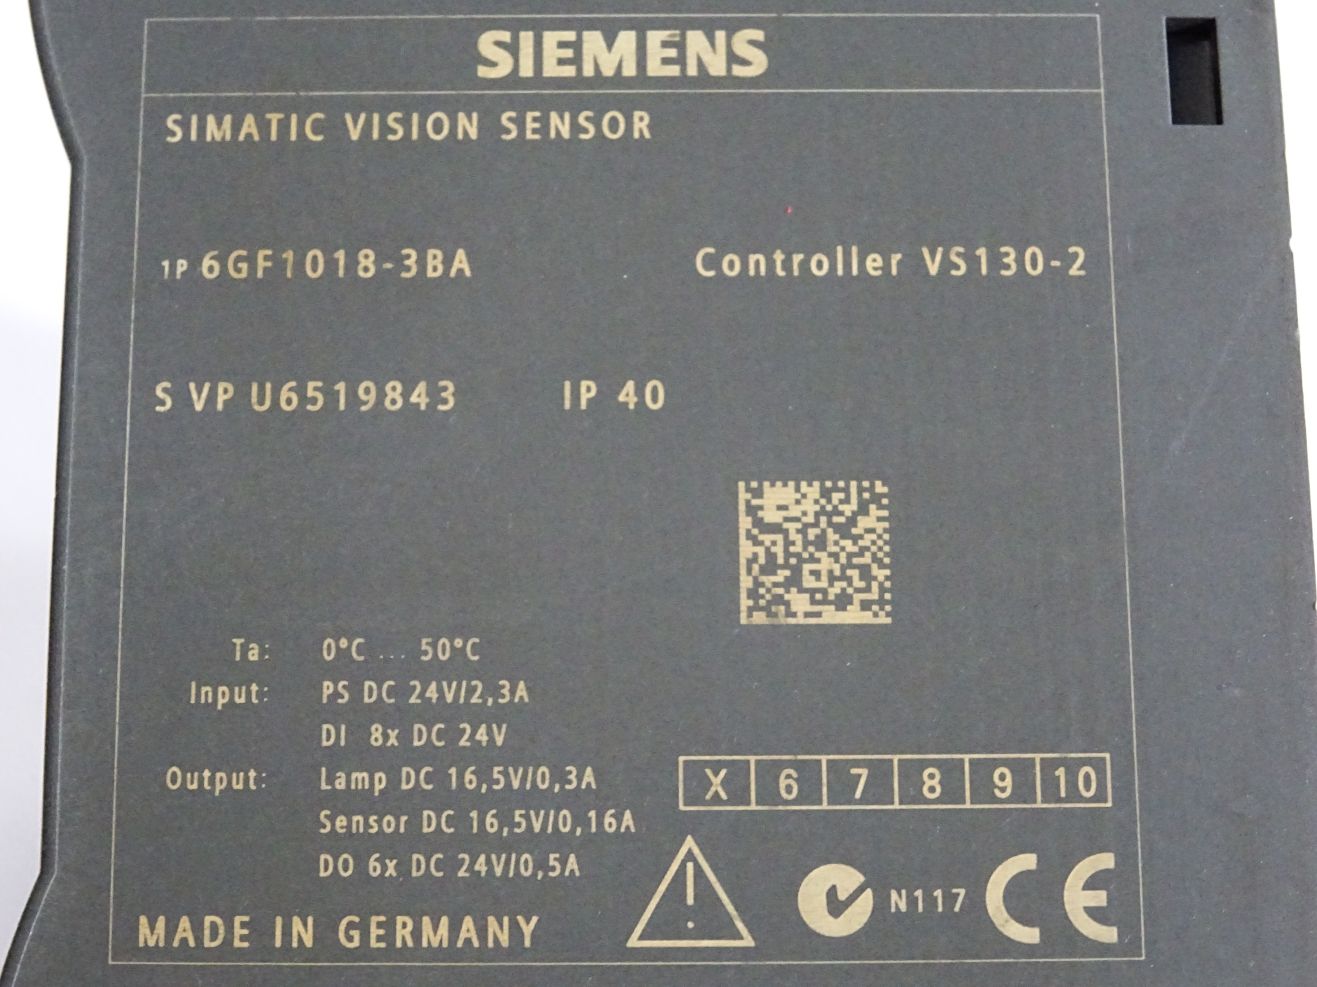 SIEMENS
SIMATIC VISION SENSOR
1P 6GF1018-3BA Controller VS130-2
S VP U6519843 IP 40
Ta: 0°C ... 50°C
Input: PS DC 24V/2,3A
DI 8x DC 24V
Output: Lamp DC 16,5V/0,3A
X 6 7 8 9 10
Sensor DC 16,5V/0,16A
DO 6x DC 24V/0,5A
N117 CE
MADE IN GERMANY